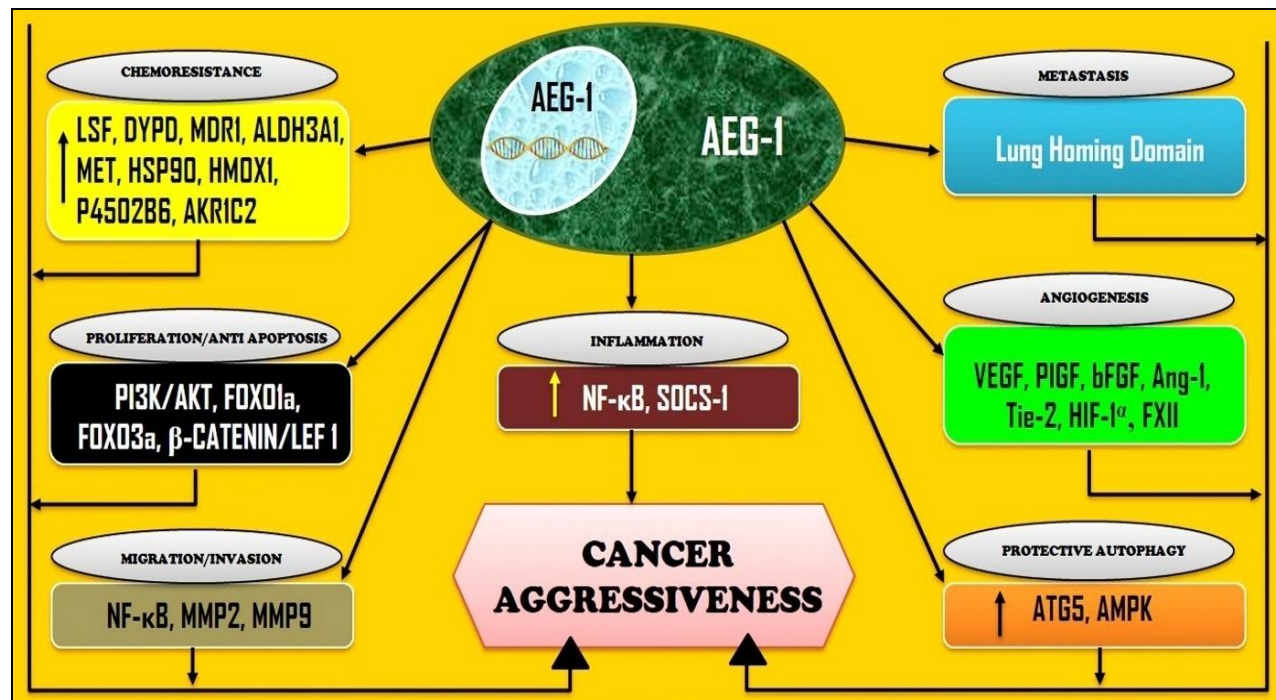 CHEMORESISTANCE
LSF, DYPD, MDR1, ALDH3A1,
MET, HSP90, HMOX1,
P4502B6, AKR1C2
AEG-1
AEG-1
METASTASIS
Lung Homing Domain
PROLIFERATION/ANTI APOPTOSIS
PI3K/AKT, FOXO1a,
FOXO3a, β-CATENIN/LEF 1
INFLAMMATION
NF-κB, SOCS-1
ANGIOGENESIS
VEGF, PIGF, bFGF, Ang-1,
Tie-2, HIF-1α, FXII
MIGRATION/INVASION
NF-κB, MMP2, MMP9
CANCER
AGGRESSIVENESS
PROTECTIVE AUTOPHAGY
ATG5, AMPK